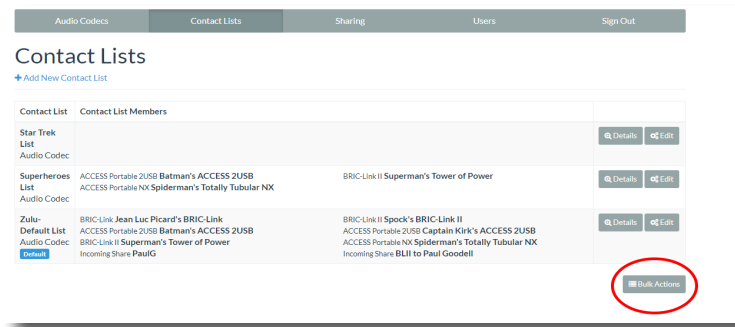 Audio Codecs Contact Lists Sharing Users Sign Out
Contact Lists
+ Add New Contact List
Contact List Contact List Members
Star Trek
List
Audio Codec
Details Edit
Superheroes
List
Audio Codec
ACCESS Portable 2USB Batman's ACCESS 2USB
ACCESS Portable NX Spiderman's Totally Tubular NX
BRIC-Link II Superman's Tower of Power
Details Edit
Zulu-
Default List
Audio Codec
Default
BRIC-Link Jean Luc Picard's BRIC-Link
ACCESS Portable 2USB Batman's ACCESS 2USB
BRIC-Link II Superman's Tower of Power
Incoming Share PaulG
BRIC-Link II Spock's BRIC-Link II
ACCESS Portable 2USB Captain Kirk's ACCESS 2USB
ACCESS Portable NX Spiderman's Totally Tubular NX
Incoming Share BLII to Paul Goodell
Details Edit
Bulk Actions